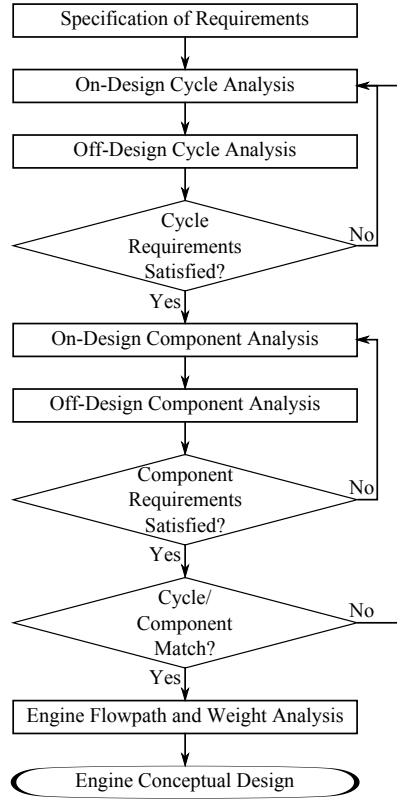 Specification of Requirements
On-Design Cycle Analysis
Off-Design Cycle Analysis
Cycle
Requirements
Satisfied?
No
Yes
On-Design Component Analysis
Off-Design Component Analysis
Component
Requirements
Satisfied?
No
Yes
Cycle/
Component
Match?
No
Yes
Engine Flowpath and Weight Analysis
Engine Conceptual Design